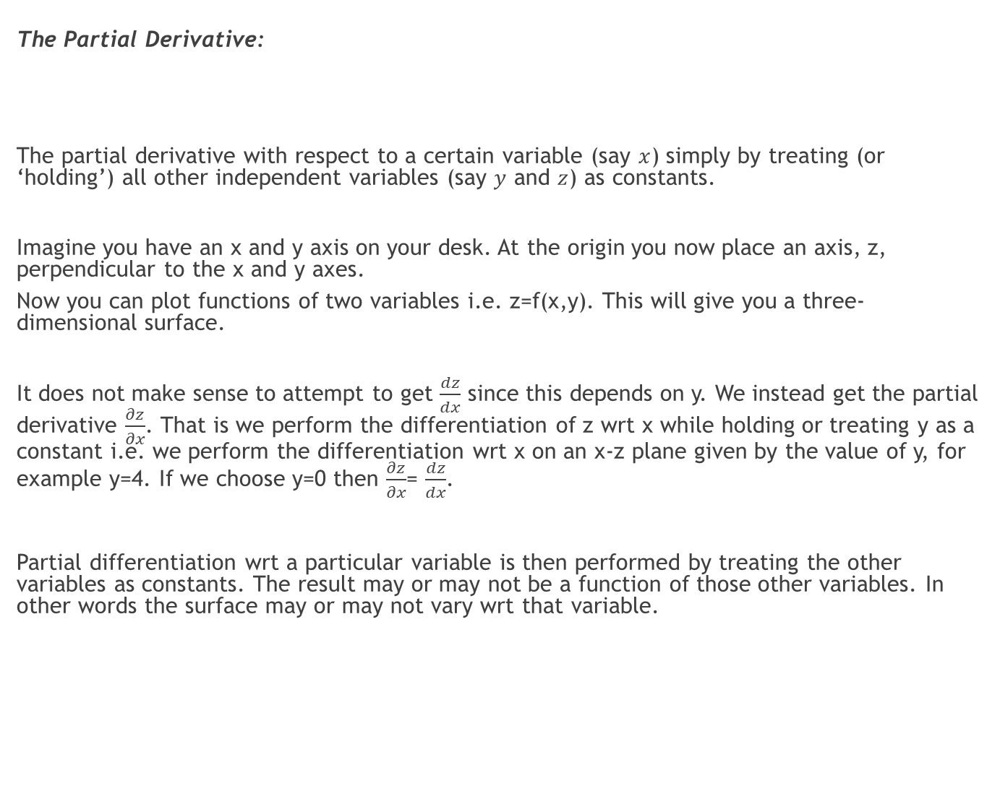 The Partial Derivative:
The partial derivative with respect to a certain variable (say x) simply by treating (or
‘holding’) all other independent variables (say y and z) as constants.
Imagine you have an x and y axis on your desk. At the origin you now place an axis, z,
perpendicular to the x and y axes.
Now you can plot functions of two variables i.e. z=f(x,y). This will give you a three-
dimensional surface.
It does not make sense to attempt to get dz/dx since this depends on y. We instead get the partial
derivative ∂z/∂x. That is we perform the differentiation of z wrt x while holding or treating y as a
constant i.e. we perform the differentiation wrt x on an x-z plane given by the value of y, for
example y=4. If we choose y=0 then ∂z/∂x = dz/dx.
Partial differentiation wrt a particular variable is then performed by treating the other
variables as constants. The result may or may not be a function of those other variables. In
other words the surface may or may not vary wrt that variable.